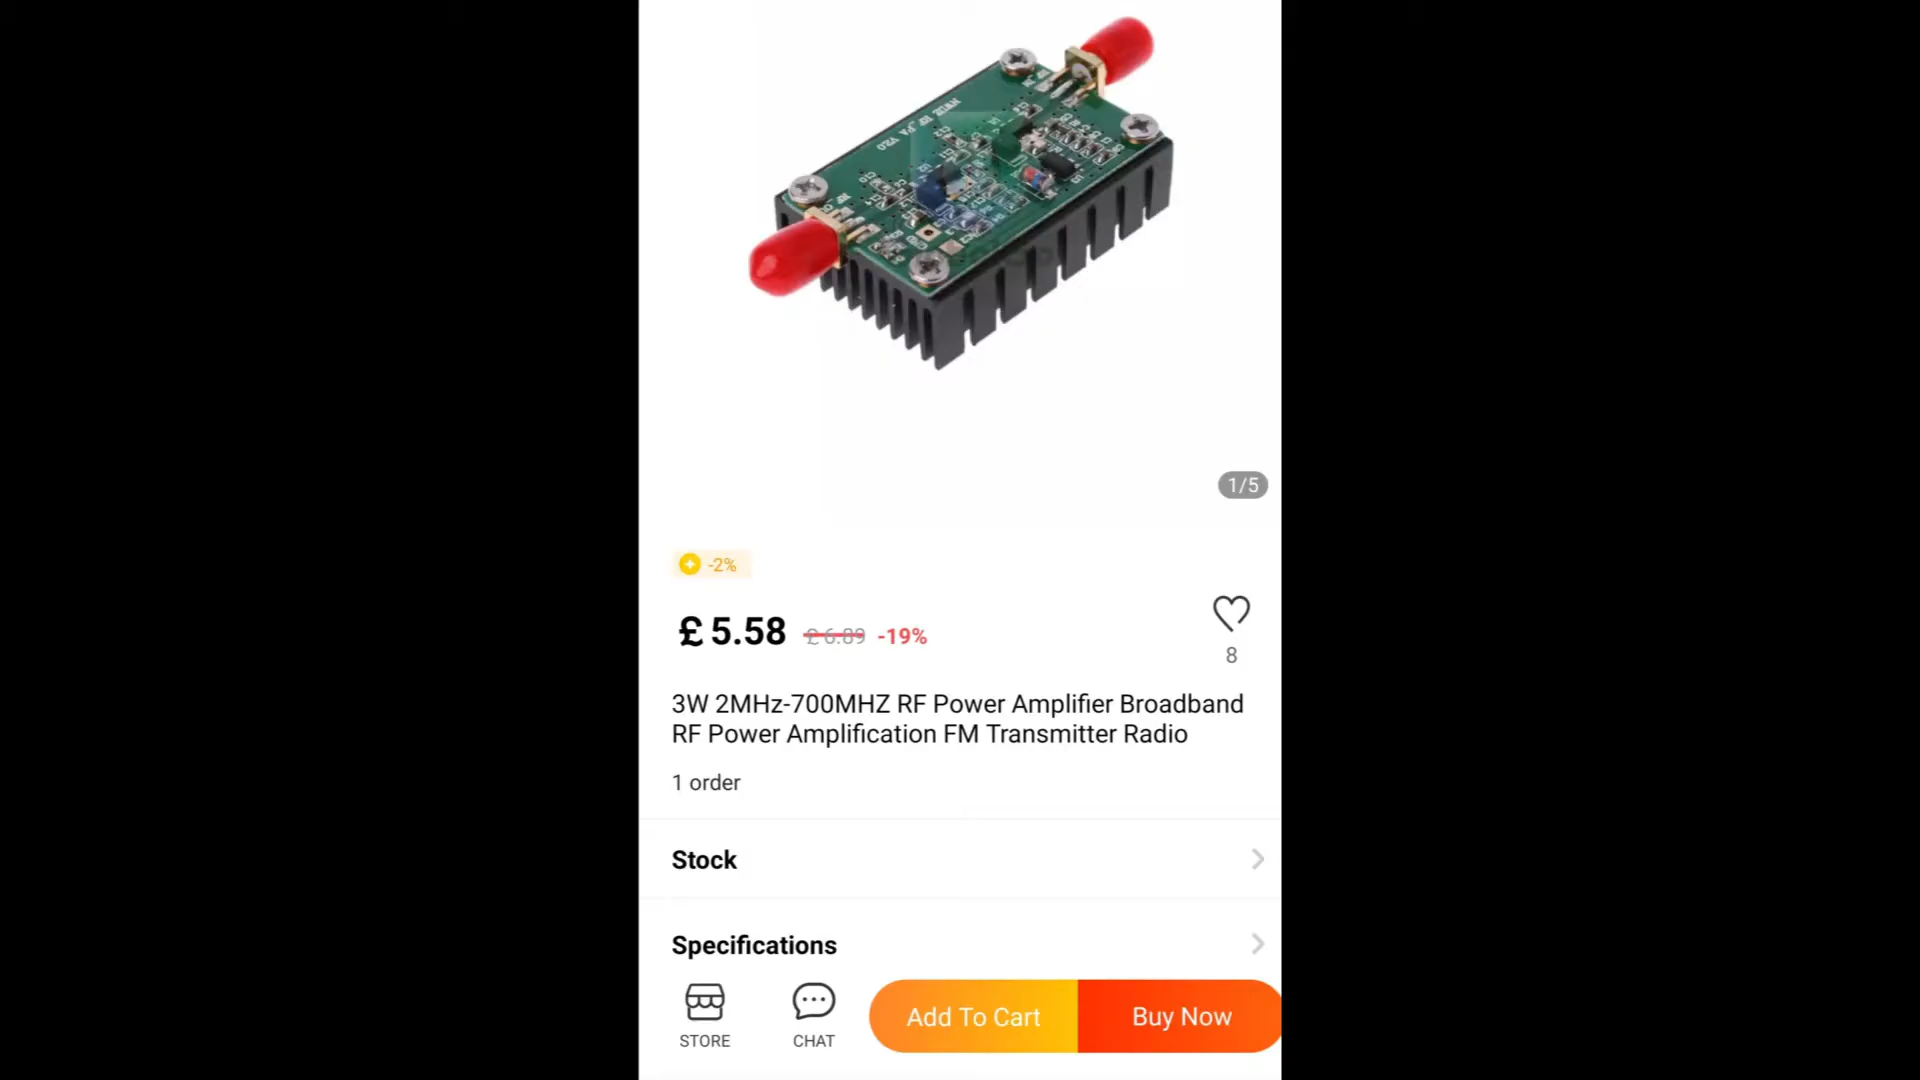 1/5
-2%
£5.58 £6.89 -19%
8
3W 2MHz-700MHZ RF Power Amplifier Broadband
RF Power Amplification FM Transmitter Radio
1 order
Stock
Specifications
STORE
CHAT
Add To Cart
Buy Now